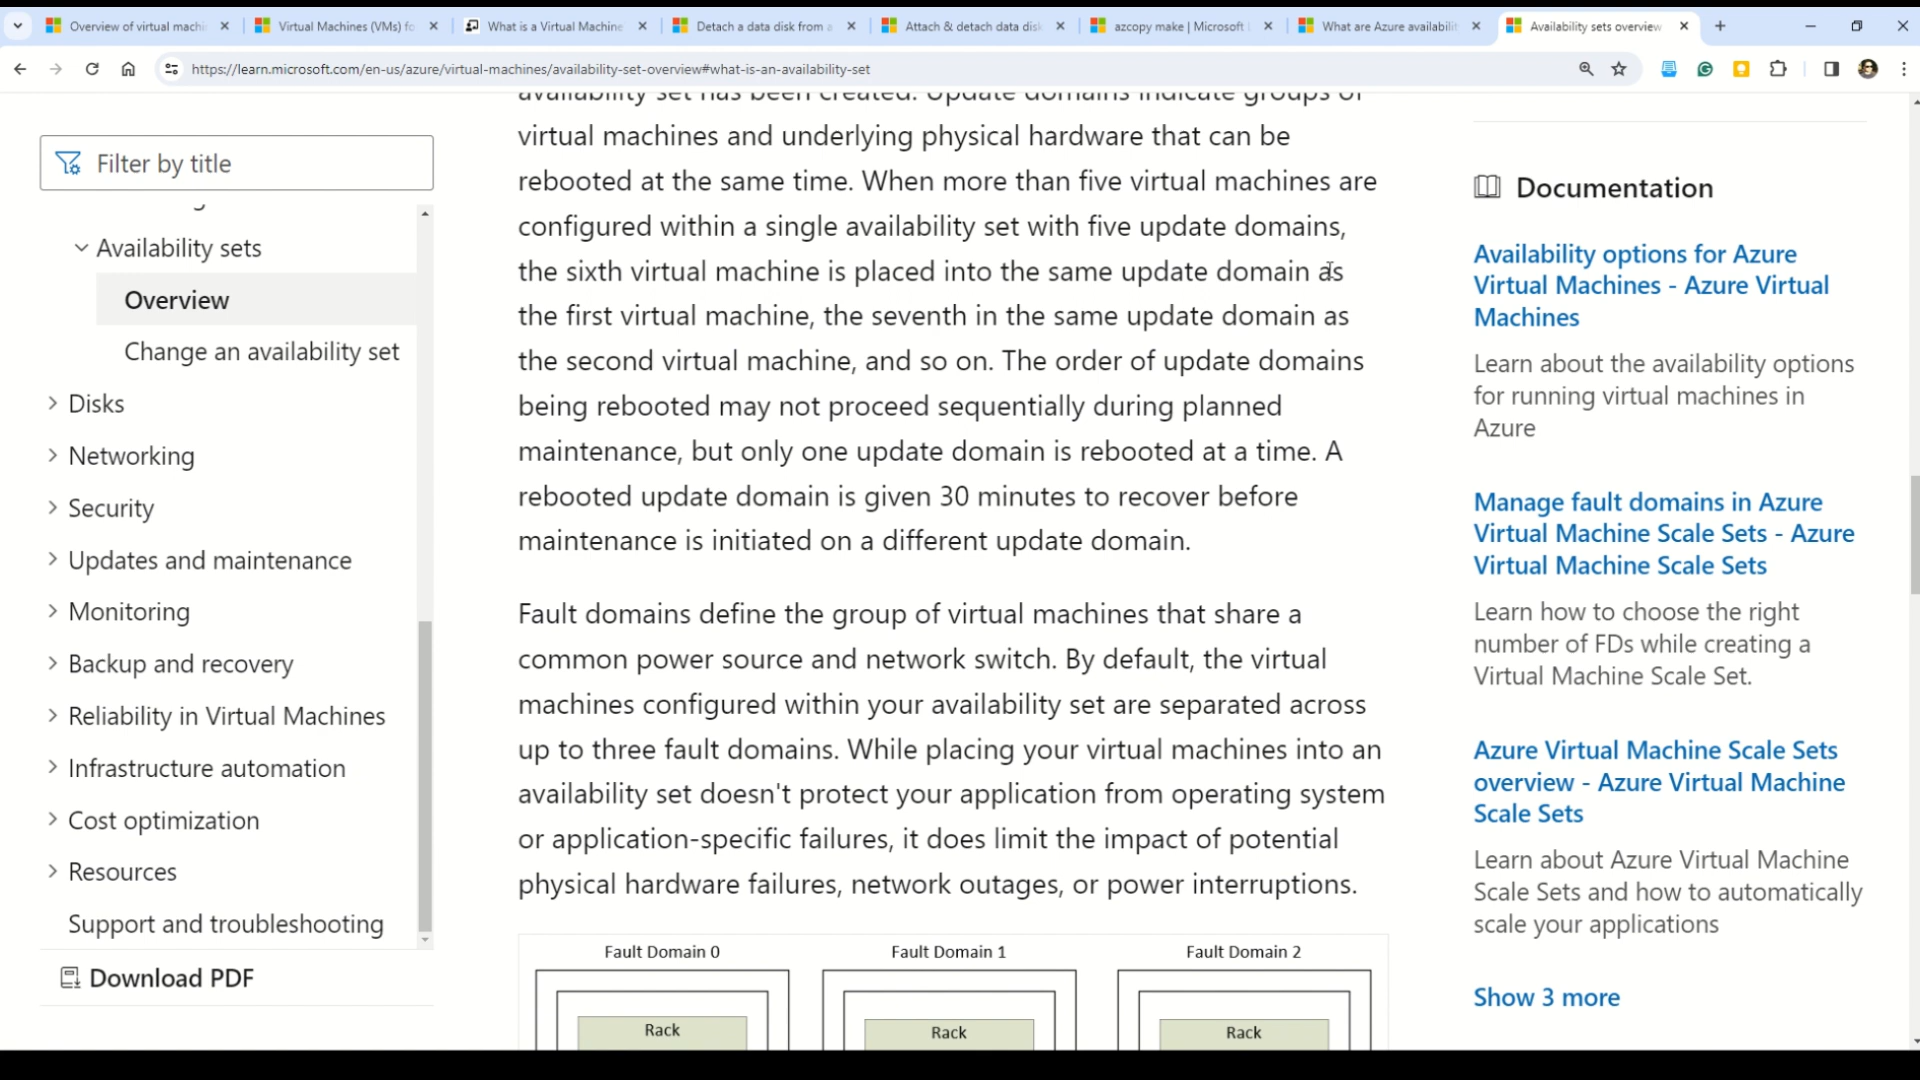 Overview of virtual machi
Virtual Machines (VMs) fo
What is a Virtual Machine
Detach a data disk from a
Attach & detach data disk
azcopy make | Microsoft L
What are Azure availabilit
Availability sets overview
https://learn.microsoft.com/en-us/azure/virtual-machines/availability-set-overview#what-is-an-availability-set
Filter by title
Availability sets
Overview
Change an availability set
Disks
Networking
Security
Updates and maintenance
Monitoring
Backup and recovery
Reliability in Virtual Machines
Infrastructure automation
Cost optimization
Resources
Support and troubleshooting
Download PDF
availability set has been created. Update domains indicate groups of
virtual machines and underlying physical hardware that can be
rebooted at the same time. When more than five virtual machines are
configured within a single availability set with five update domains,
the sixth virtual machine is placed into the same update domain as
the first virtual machine, the seventh in the same update domain as
the second virtual machine, and so on. The order of update domains
being rebooted may not proceed sequentially during planned
maintenance, but only one update domain is rebooted at a time. A
rebooted update domain is given 30 minutes to recover before
maintenance is initiated on a different update domain.
Fault domains define the group of virtual machines that share a
common power source and network switch. By default, the virtual
machines configured within your availability set are separated across
up to three fault domains. While placing your virtual machines into an
availability set doesn't protect your application from operating system
or application-specific failures, it does limit the impact of potential
physical hardware failures, network outages, or power interruptions.
Fault Domain 0
Fault Domain 1
Fault Domain 2
Rack
Rack
Rack
Documentation
Availability options for Azure
Virtual Machines - Azure Virtual
Machines
Learn about the availability options
for running virtual machines in
Azure
Manage fault domains in Azure
Virtual Machine Scale Sets - Azure
Virtual Machine Scale Sets
Learn how to choose the right
number of FDs while creating a
Virtual Machine Scale Set.
Azure Virtual Machine Scale Sets
overview - Azure Virtual Machine
Scale Sets
Learn about Azure Virtual Machine
Scale Sets and how to automatically
scale your applications
Show 3 more